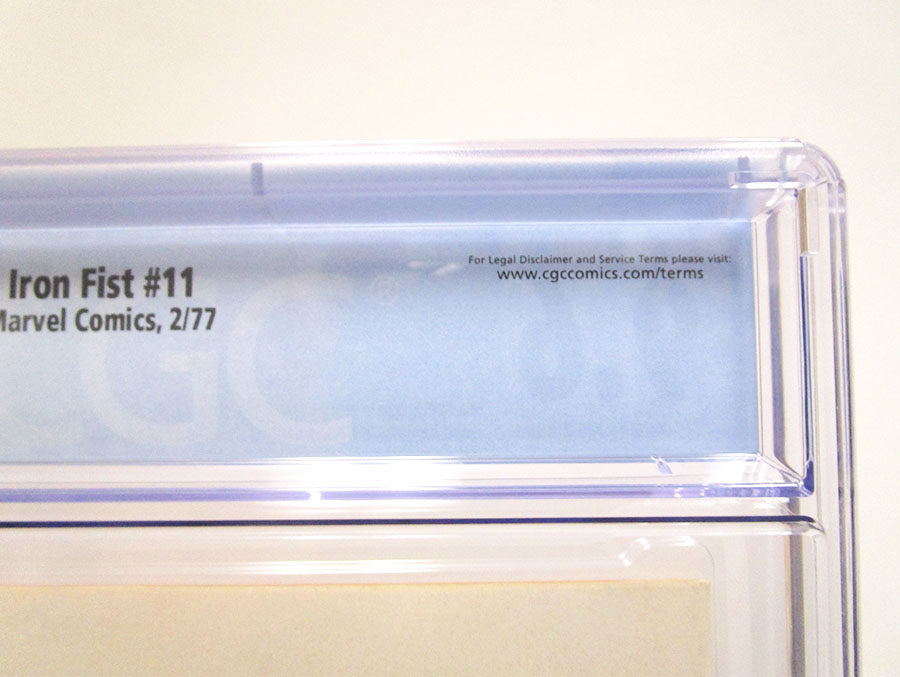 Iron Fist #11
Marvel Comics, 2/77
For Legal Disclaimer and Service Terms please visit:
www.cgccomics.com/terms
CGC